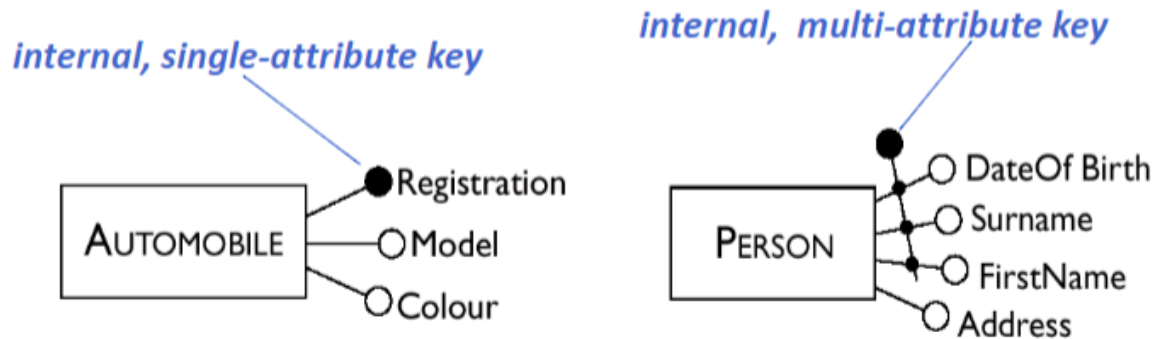 internal, single-attribute key
internal, multi-attribute key
AUTOMOBILE
Registration
Model
Colour
PERSON
DateOf Birth
Surname
FirstName
Address